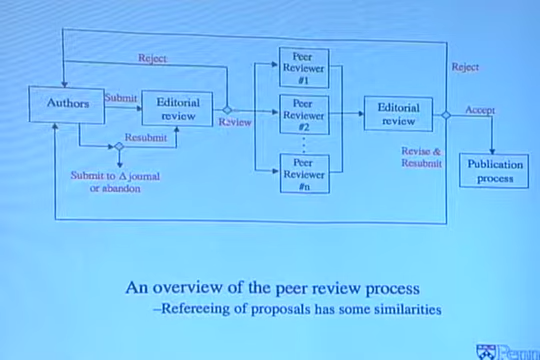 Reject
Peer
Reviewer
#1
Reject
Authors
Submit
Editorial
review
Review
Peer
Reviewer
#2
Editorial
review
Accept
Resubmit
Submit to Δ journal
or abandon
Peer
Reviewer
#n
Revise &
Resubmit
Publication
process
An overview of the peer review process
–Refereeing of proposals has some similarities
Penn